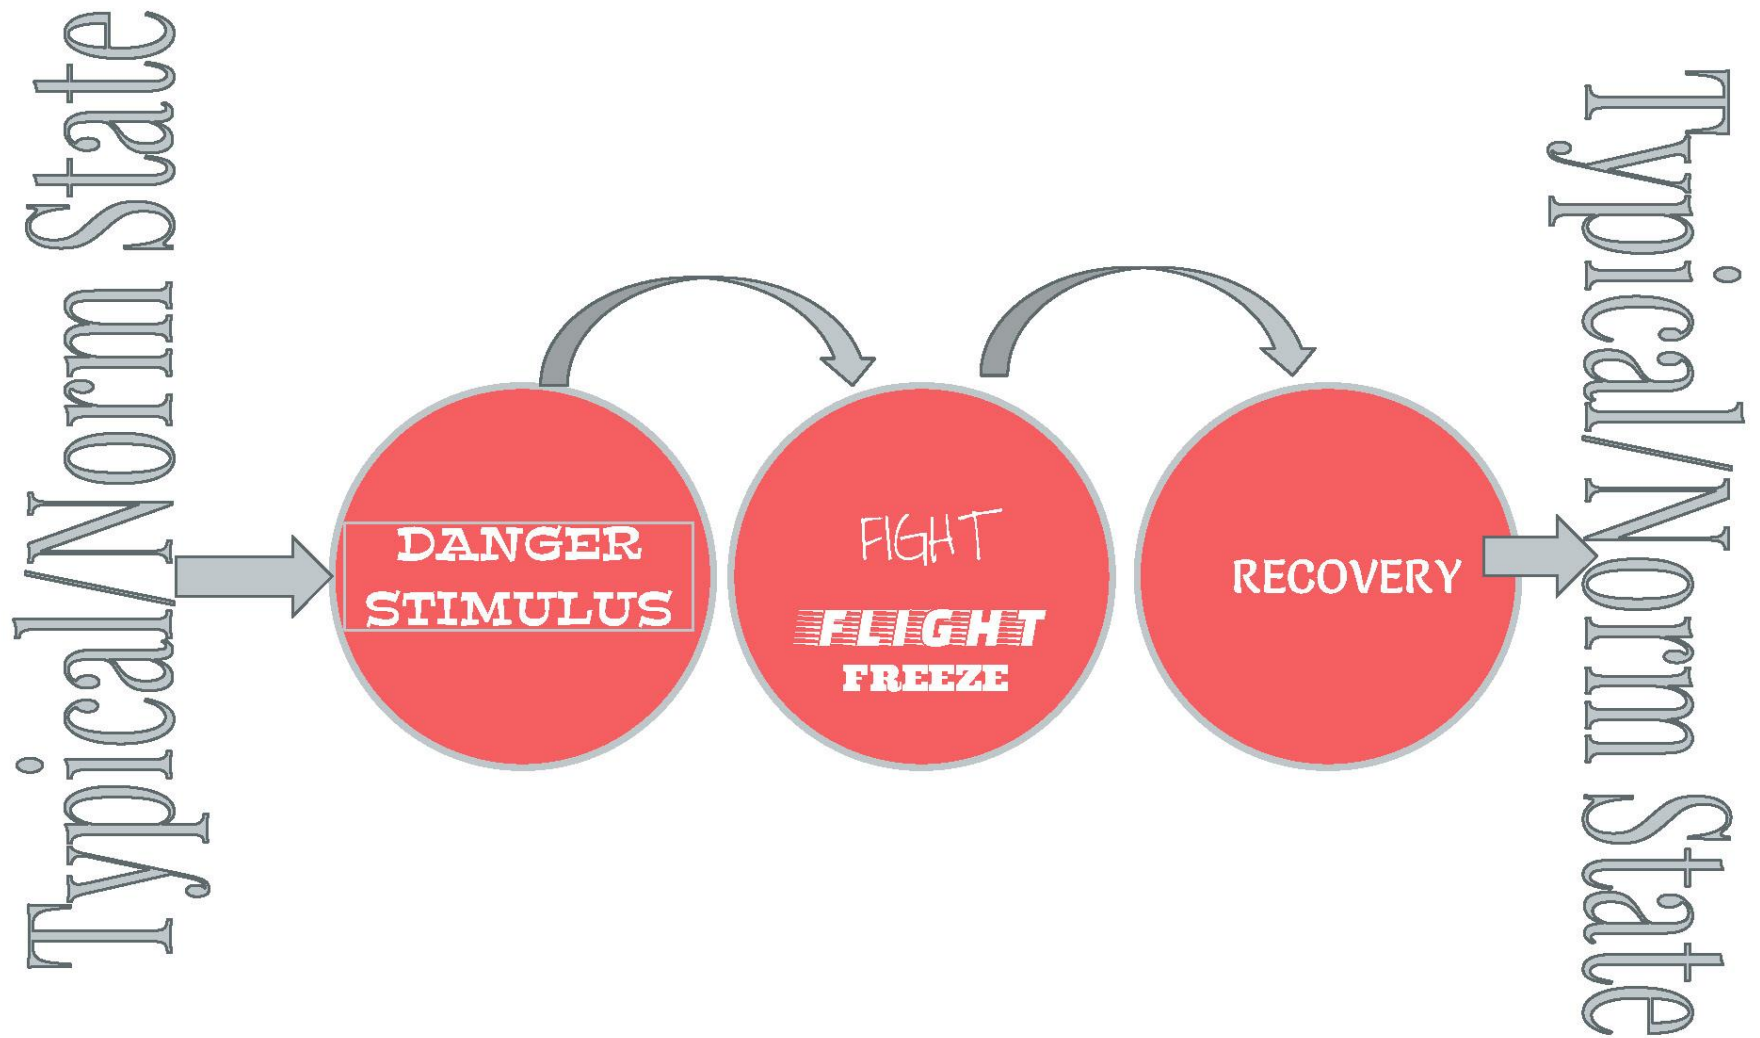 Typical/Norm State
DANGER
STIMULUS
FIGHT
FLIGHT
FREEZE
RECOVERY
Typical/Norm State